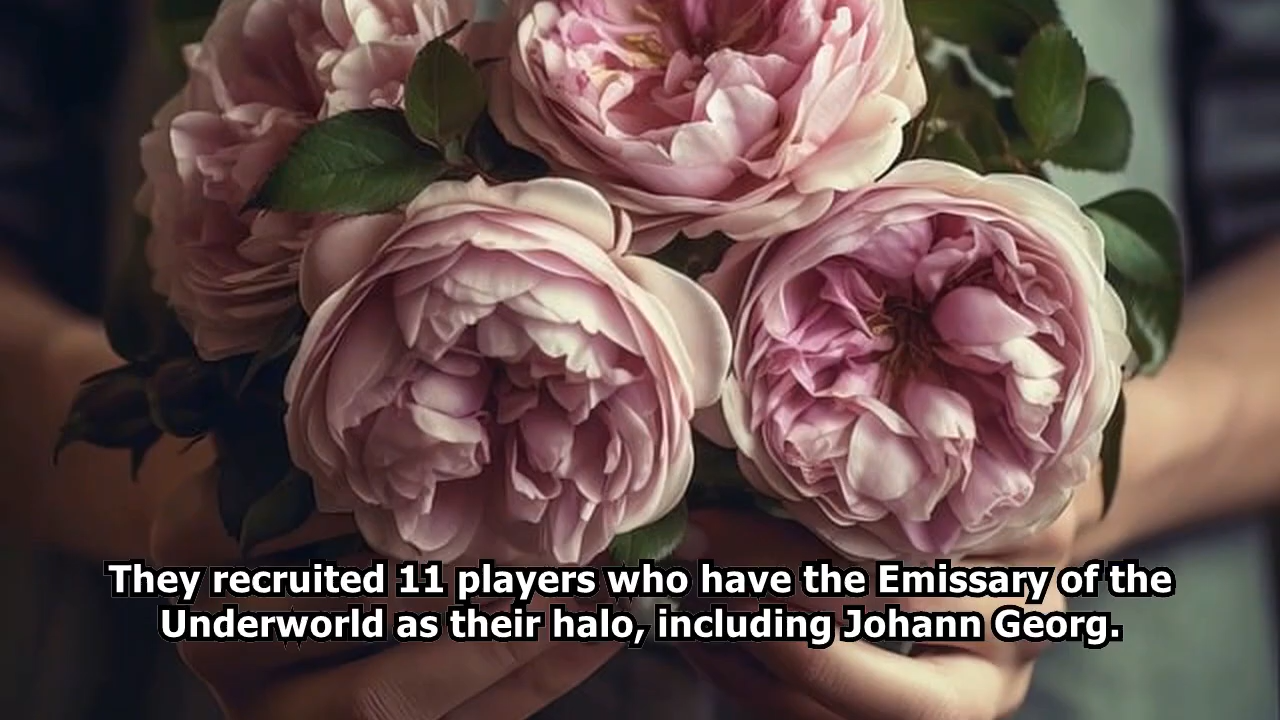 They recruited 11 players who have the Emissary of the
Underworld as their halo, including Johann Georg.